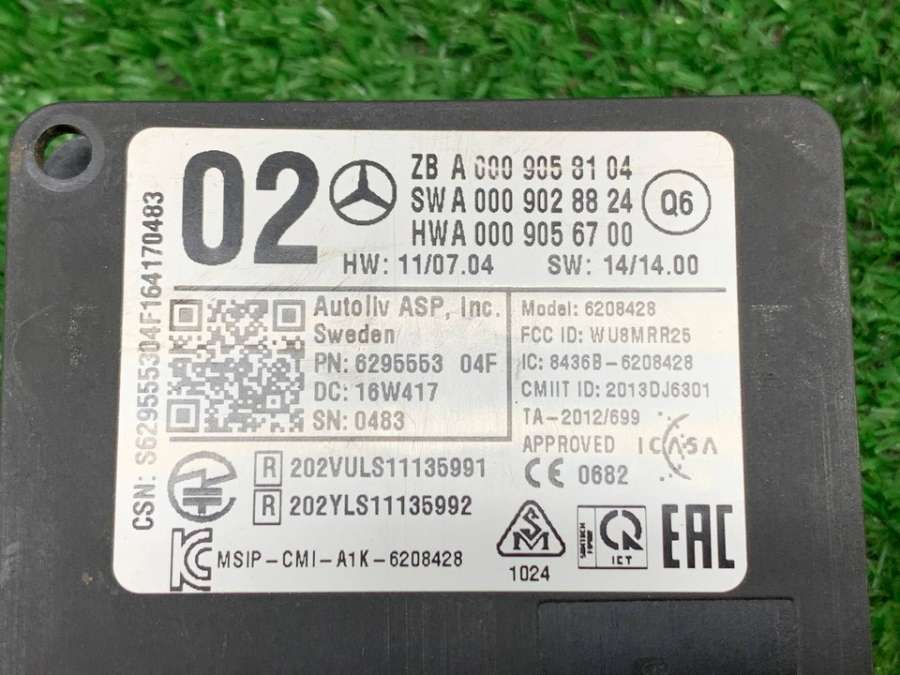 02
ZB A 000 905 81 04
SW A 000 902 88 24
HWA 000 905 67 00
Q6
HW: 11/07.04 SW: 14/14.00
CSN: S629555304F164170483
Autoliv ASP, Inc.
Sweden
PN: 6295553 04F
DC: 16W417
SN: 0483
Model: 6208428
FCC ID: WU8MRR25
IC: 8436B-6208428
CMIIT ID: 2013DJ6301
TA-2012/699
APPROVED ICASA
CE 0682
R 202VULS11135991
R 202YLS11135992
MSIP-CMI-A1K-6208428
1024
ICT
EAC